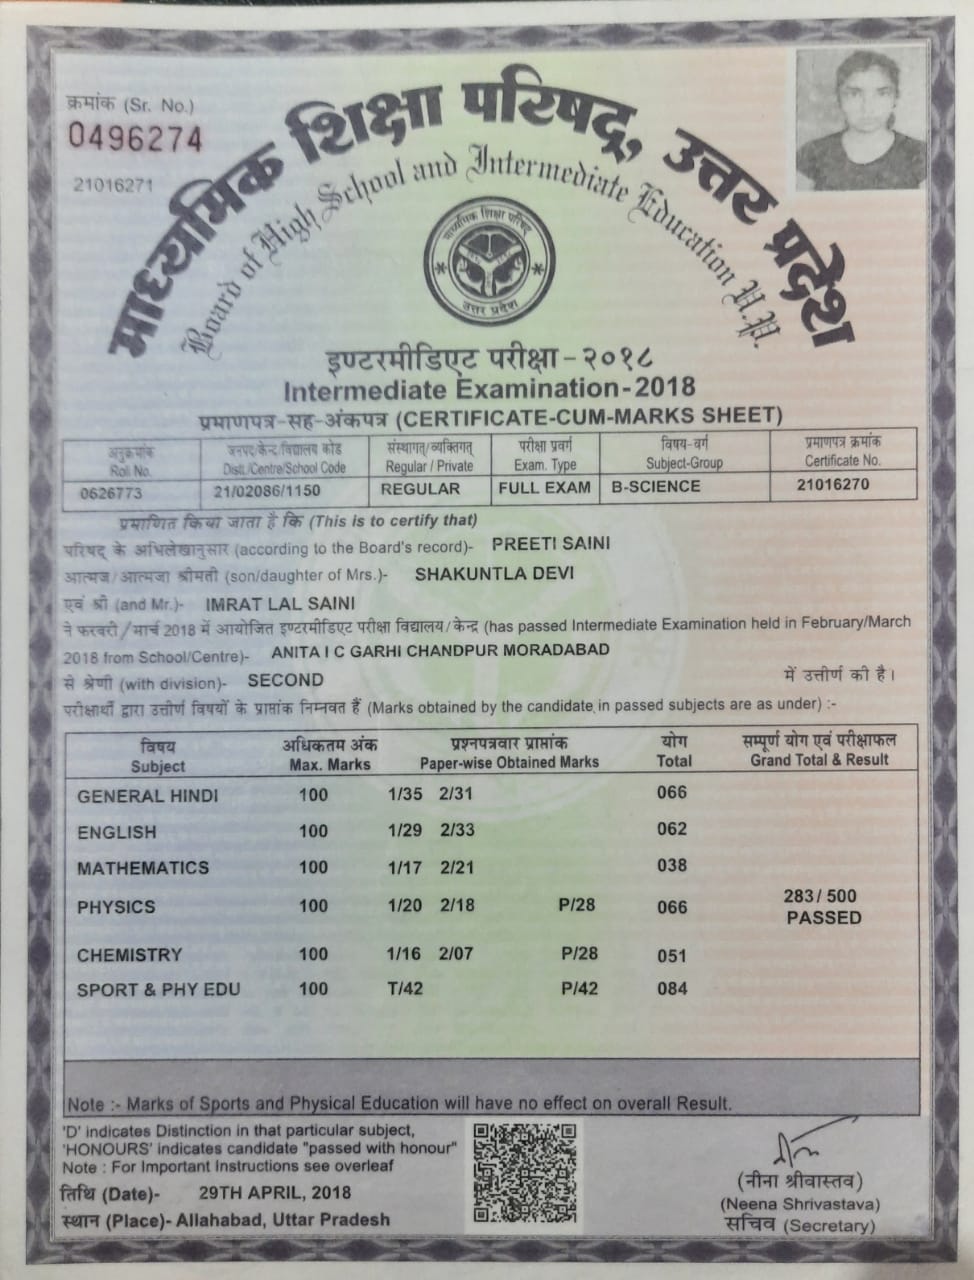 क्रमांक (Sr. No.)
0496274
21016271
माध्यमिक शिक्षा परिषद्, उत्तर प्रदेश
Board of High School and Intermediate Education U.P.
माध्यमिक शिक्षा परिषद
उत्तर प्रदेश
इण्टरमीडिएट परीक्षा - २०१८
Intermediate Examination-2018
प्रमाणपत्र-सह-अंकपत्र (CERTIFICATE-CUM-MARKS SHEET)
अनुक्रमांक जनपद/केन्द्र/विद्यालय कोड संस्थागत/व्यक्तिगत् परीक्षा प्रवर्ग विषय-वर्ग प्रमाणपत्र क्रमांक
Roll No. Distt./Centre/School Code Regular / Private Exam. Type Subject-Group Certificate No.
0626773 21/02086/1150 REGULAR FULL EXAM B-SCIENCE 21016270
प्रमाणित किया जाता है कि (This is to certify that)
परिषद् के अभिलेखानुसार (according to the Board's record)- PREETI SAINI
आत्मज/आत्मजा श्रीमती (son/daughter of Mrs.)- SHAKUNTLA DEVI
एवं श्री (and Mr.)- IMRAT LAL SAINI
ने फरवरी/मार्च 2018 में आयोजित इण्टरमीडिएट परीक्षा विद्यालय/केन्द्र (has passed Intermediate Examination held in February/March
2018 from School/Centre)- ANITA I C GARHI CHANDPUR MORADABAD
से श्रेणी (with division)- SECOND में उत्तीर्ण की है।
परीक्षार्थी द्वारा उत्तीर्ण विषयों के प्राप्तांक निम्नवत हैं (Marks obtained by the candidate in passed subjects are as under) :-
विषय अधिकतम अंक प्रश्नपत्रवार प्राप्तांक योग सम्पूर्ण योग एवं परीक्षाफल
Subject Max. Marks Paper-wise Obtained Marks Total Grand Total & Result
GENERAL HINDI 100 1/35 2/31 066
ENGLISH 100 1/29 2/33 062
MATHEMATICS 100 1/17 2/21 038
PHYSICS 100 1/20 2/18 P/28 066 283/ 500
PASSED
CHEMISTRY 100 1/16 2/07 P/28 051
SPORT & PHY EDU 100 T/42 P/42 084
Note :- Marks of Sports and Physical Education will have no effect on overall Result.
'D' indicates Distinction in that particular subject,
'HONOURS' indicates candidate "passed with honour"
Note : For Important Instructions see overleaf
तिथि (Date)- 29TH APRIL, 2018
स्थान (Place)- Allahabad, Uttar Pradesh
(नीना श्रीवास्तव)
(Neena Shrivastava)
सचिव (Secretary)